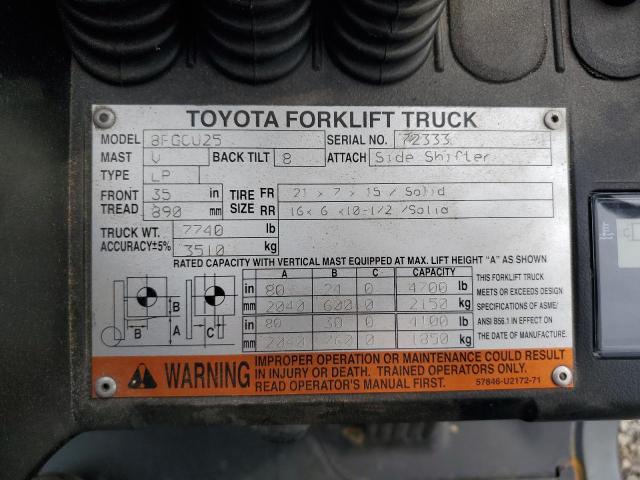 TOYOTA FORKLIFT TRUCK
MODEL 8FGCU25 SERIAL NO. 72333
MAST V BACK TILT 8 ATTACH Side Shifter
TYPE LP
FRONT TREAD 35 in TIRE SIZE FR 21 x 7 x 15 / Solid
890 mm RR 16x 6 x10-1/2 /Solid
TRUCK WT. 7740 lb
ACCURACY±5% 3510 kg
RATED CAPACITY WITH VERTICAL MAST EQUIPPED AT MAX. LIFT HEIGHT "A" AS SHOWN
A B C CAPACITY
in 80 24 0 4700 lb
mm 2040 600 0 2150 kg
in 80 30 0 4100 lb
mm 2040 760 0 1850 kg
B A B C
THIS FORKLIFT TRUCK
MEETS OR EXCEEDS DESIGN
SPECIFICATIONS OF ASME/
ANSI B56.1 IN EFFECT ON
THE DATE OF MANUFACTURE.
WARNING
IMPROPER OPERATION OR MAINTENANCE COULD RESULT
IN INJURY OR DEATH. TRAINED OPERATORS ONLY.
READ OPERATOR'S MANUAL FIRST. 57846-U2172-71